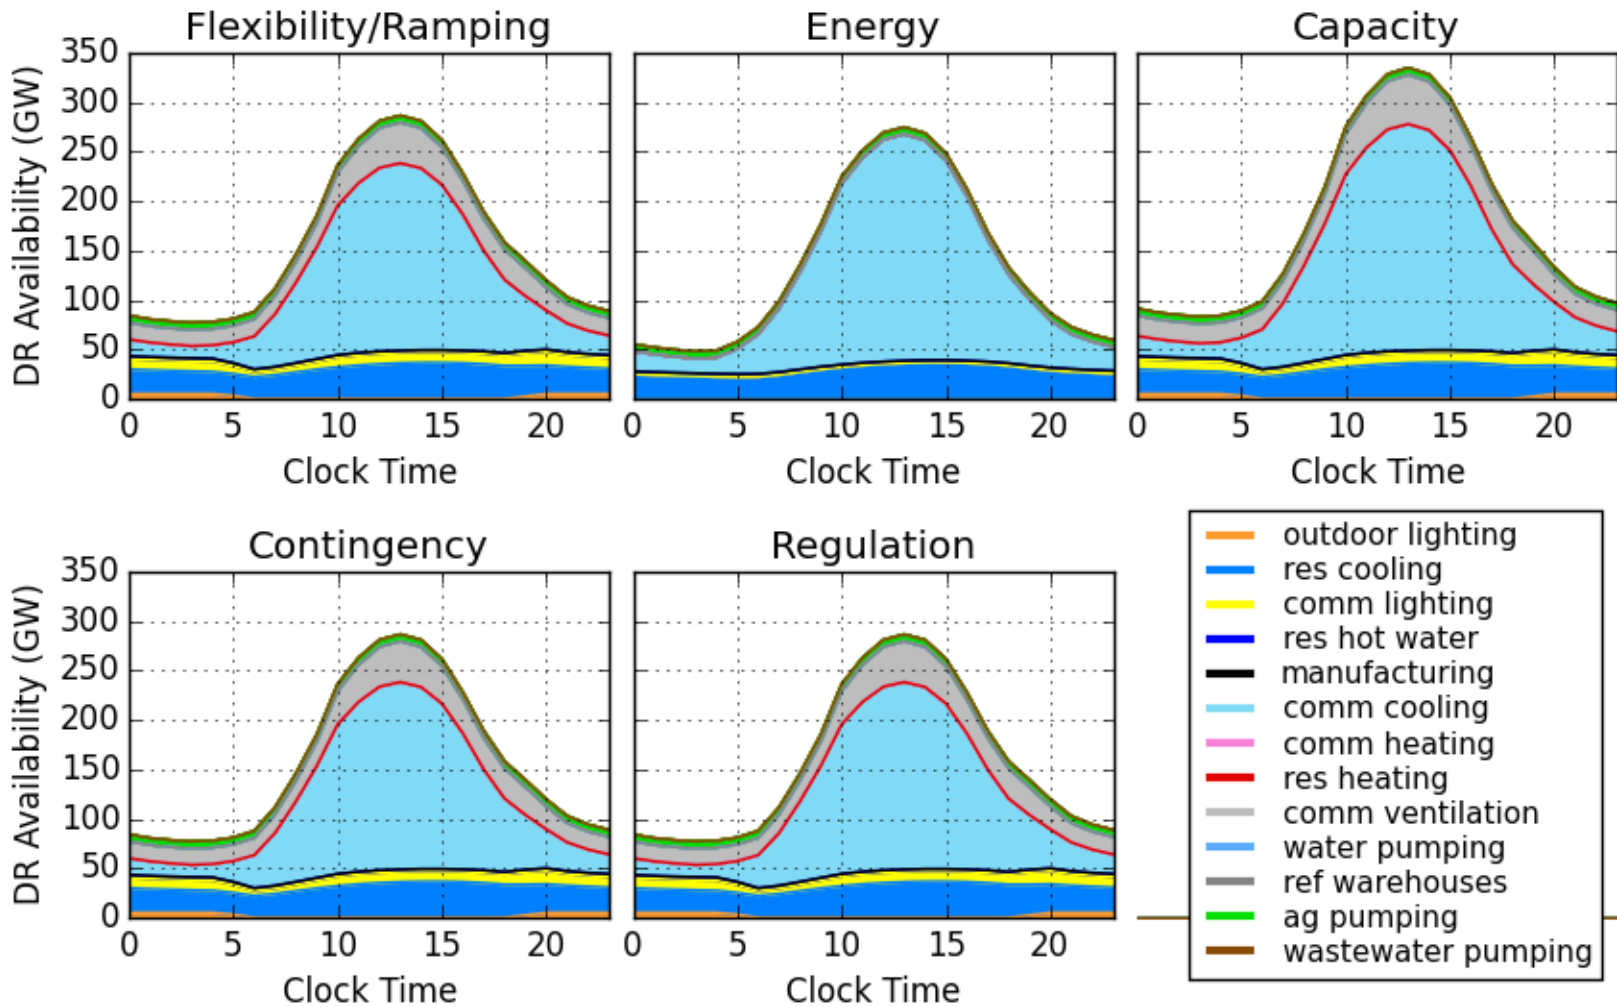 Flexibility/Ramping
Energy
Capacity
DR Availability (GW)
350
300
250
200
150
100
50
0
0 5 10 15 20
0 5 10 15 20
0 5 10 15 20
Clock Time
Clock Time
Clock Time
Contingency
Regulation
DR Availability (GW)
350
300
250
200
150
100
50
0
0 5 10 15 20
0 5 10 15 20
Clock Time
Clock Time
outdoor lighting
res cooling
comm lighting
res hot water
manufacturing
comm cooling
comm heating
res heating
comm ventilation
water pumping
ref warehouses
ag pumping
wastewater pumping